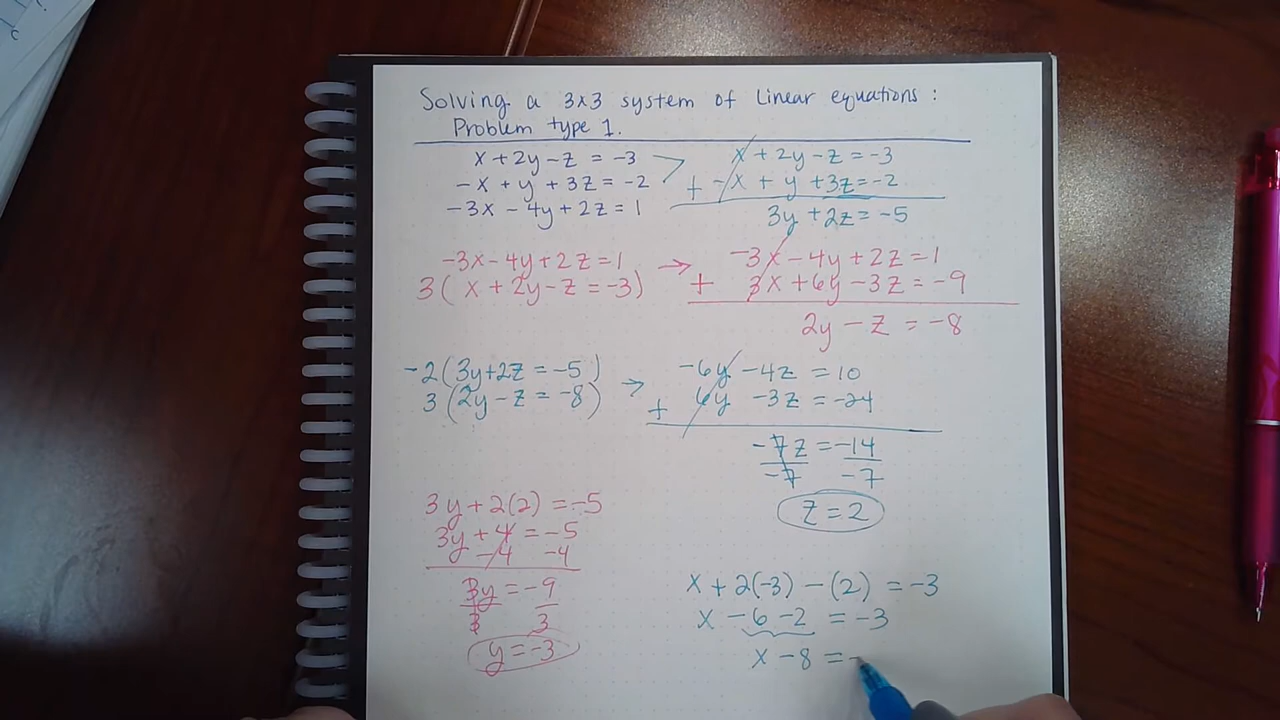 Solving a 3x3 system of linear equations:
Problem type 1.
x + 2y - z = -3
-x + y + 3z = -2
-3x - 4y + 2z = 1
x + 2y - z = -3
+ -x + y + 3z = -2
3y + 2z = -5
-3x - 4y + 2z = 1
3( x + 2y - z = -3)
→
-3x - 4y + 2z = 1
+ 3x + 6y - 3z = -9
2y - z = -8
-2(3y + 2z = -5)
3(2y - z = -8)
→
-6y - 4z = 10
+ 6y - 3z = -24
-7z = -14
-7 -7
z = 2
3y + 2(2) = -5
3y + 4 = -5
-4 -4
3y = -9
3 3
y = -3
x + 2(-3) - (2) = -3
x - 6 - 2 = -3
x - 8 = -